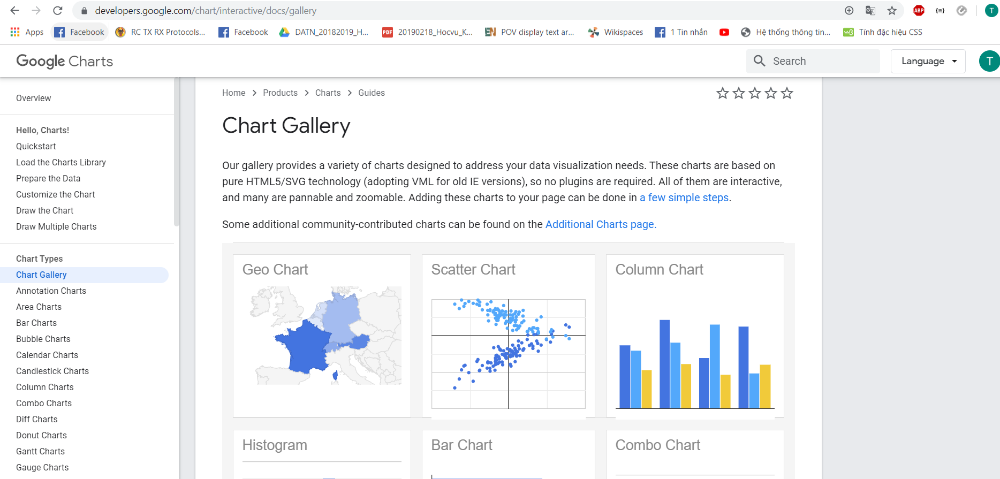 developers.google.com/chart/interactive/docs/gallery
ABP
T
Apps
Facebook
RC TX RX Protocols...
Facebook
DATN_20182019_H...
PDF
20190218_Hocvu_K...
EN
POV display text ar...
Wikispaces
1 Tin nhắn
Hệ thống thông tin...
w3
Tính đặc hiệu CSS
Google Charts
Search
Language
T
Overview
Hello, Charts!
Quickstart
Load the Charts Library
Prepare the Data
Customize the Chart
Draw the Chart
Draw Multiple Charts
Chart Types
Chart Gallery
Annotation Charts
Area Charts
Bar Charts
Bubble Charts
Calendar Charts
Candlestick Charts
Column Charts
Combo Charts
Diff Charts
Donut Charts
Gantt Charts
Gauge Charts
Home > Products > Charts > Guides
Chart Gallery
Our gallery provides a variety of charts designed to address your data visualization needs. These charts are based on
pure HTML5/SVG technology (adopting VML for old IE versions), so no plugins are required. All of them are interactive,
and many are pannable and zoomable. Adding these charts to your page can be done in a few simple steps.
Some additional community-contributed charts can be found on the Additional Charts page.
Geo Chart
Scatter Chart
Column Chart
Histogram
Bar Chart
Combo Chart